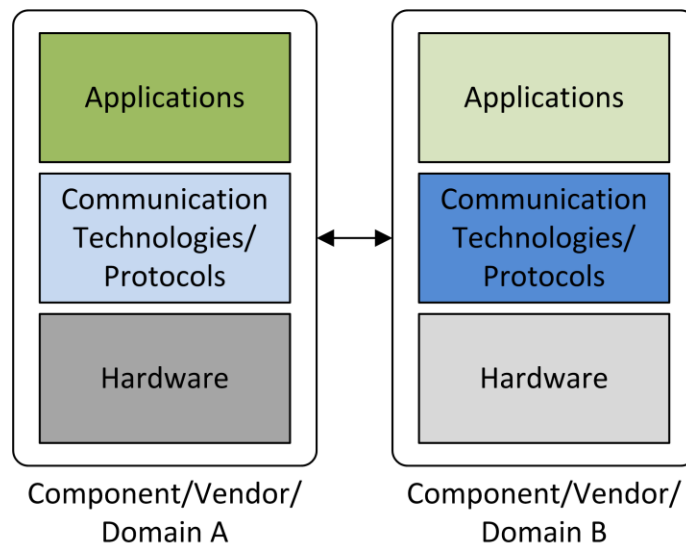 Applications
Communication
Technologies/
Protocols
Hardware
Component/Vendor/
Domain A
Applications
Communication
Technologies/
Protocols
Hardware
Component/Vendor/
Domain B